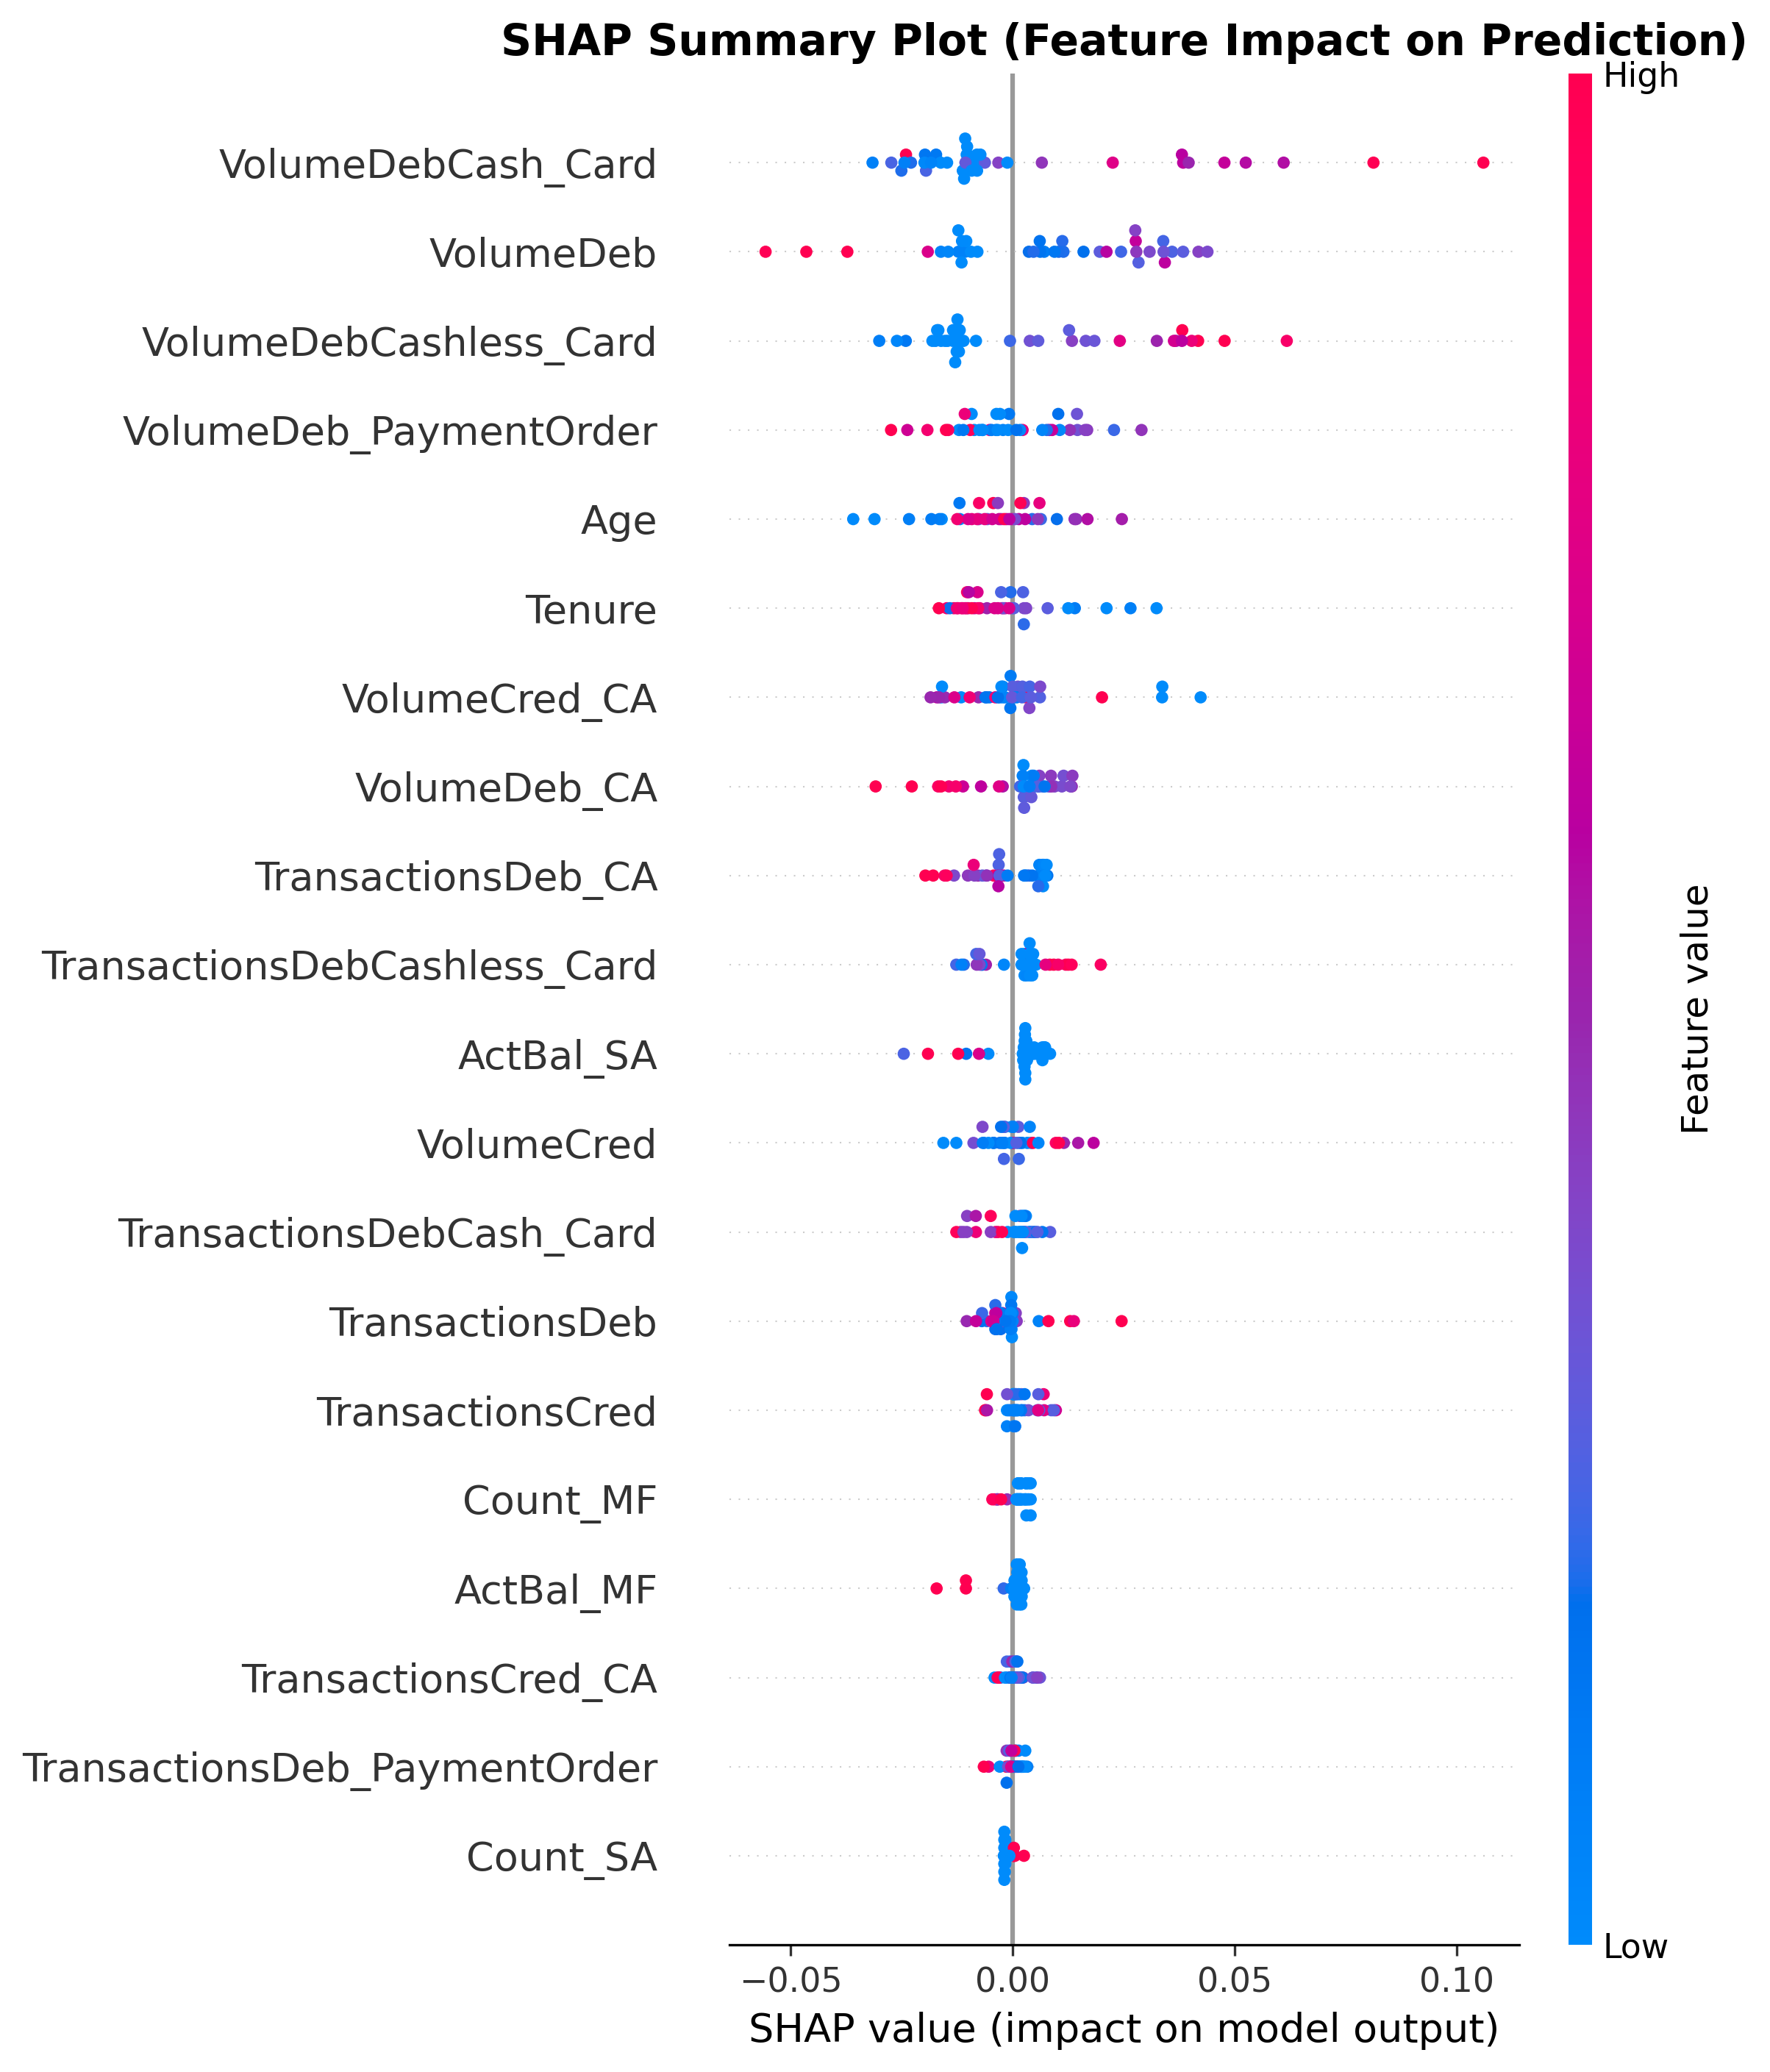 SHAP Summary Plot (Feature Impact on Prediction)
High
VolumeDebCash_Card
VolumeDeb
VolumeDebCashless_Card
VolumeDeb_PaymentOrder
Age
Tenure
VolumeCred_CA
VolumeDeb_CA
TransactionsDeb_CA
TransactionsDebCashless_Card
ActBal_SA
VolumeCred
TransactionsDebCash_Card
TransactionsDeb
TransactionsCred
Count_MF
ActBal_MF
TransactionsCred_CA
TransactionsDeb_PaymentOrder
Count_SA
Feature value
Low
−0.05 0.00 0.05 0.10
SHAP value (impact on model output)